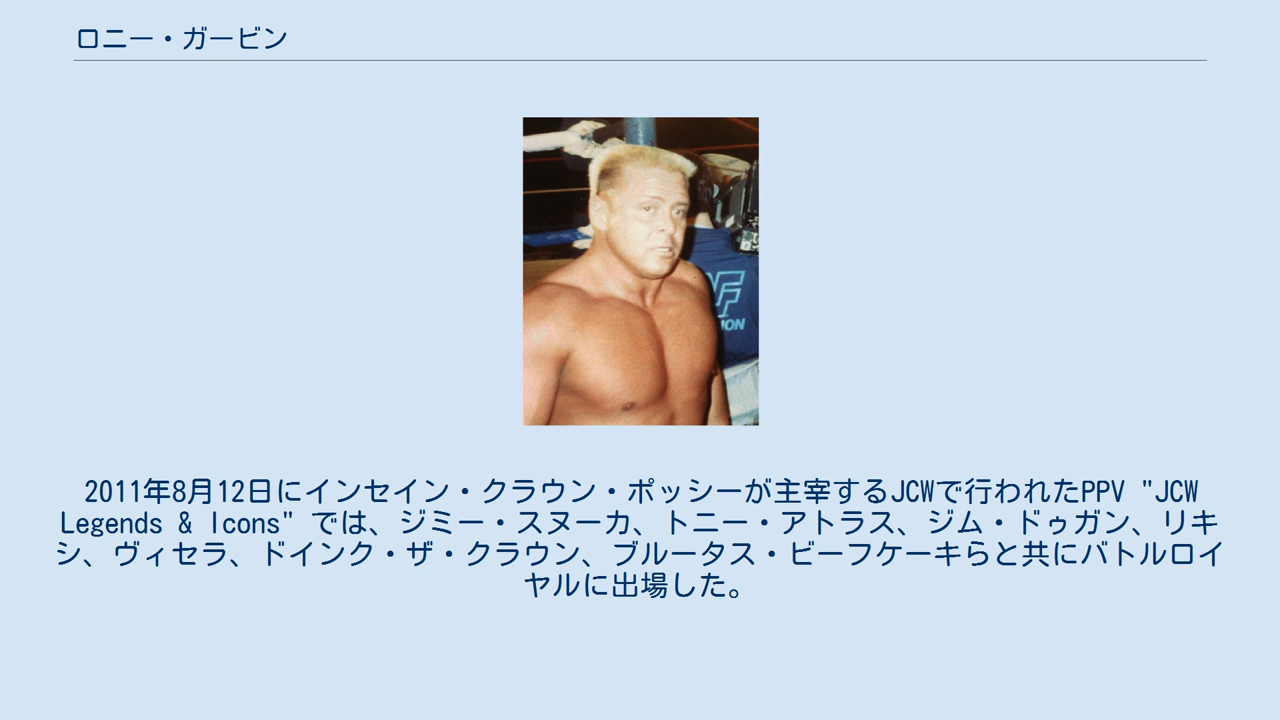 ロニー・ガービン
FF
ION
2011年8月12日にインセイン・クラウン・ポッシーが主宰するJCWで行われたPPV "JCW
Legends & Icons" では、ジミー・スヌーカ、トニー・アトラス、ジム・ドゥガン、リキ
シ、ヴィセラ、ドインク・ザ・クラウン、ブルータス・ビーフケーキらと共にバトルロイ
ヤルに出場した。